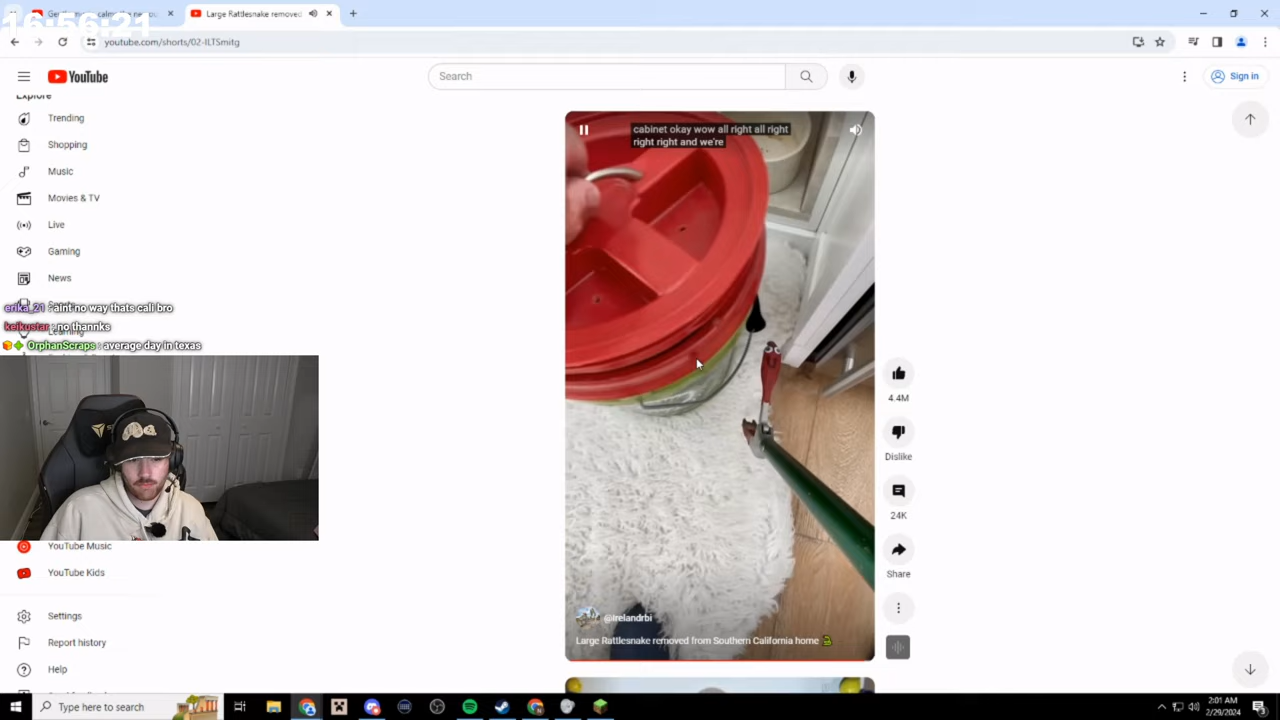 Large Rattlesnake removed
16:56:21
youtube.com/shorts/02-ILTSmitg
YouTube
Search
Sign in
Explore
Trending
Shopping
Music
Movies & TV
Live
Gaming
News
erika_21 : aint no way thats cali bro
keikustar : no thannks
OrphanScraps : average day in texas
YouTube Music
YouTube Kids
Settings
Report history
Help
cabinet okay wow all right all right
right right and we're
@Irelandrbi
Large Rattlesnake removed from Southern California home
4.4M
Dislike
24K
Share
Type here to search
2:01 AM
2/29/2024